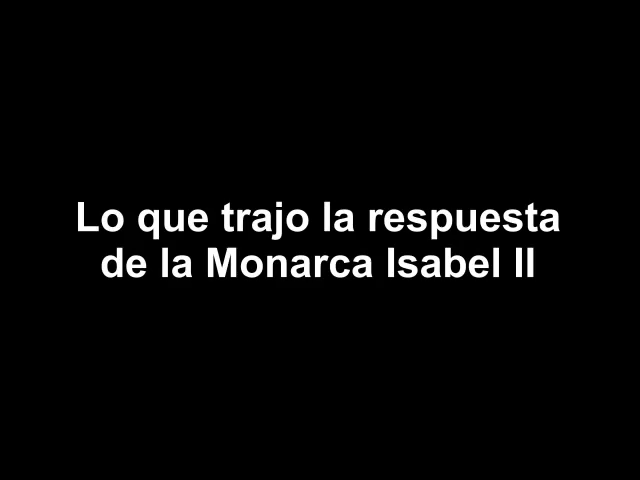 Lo que trajo la respuesta
de la Monarca Isabel II